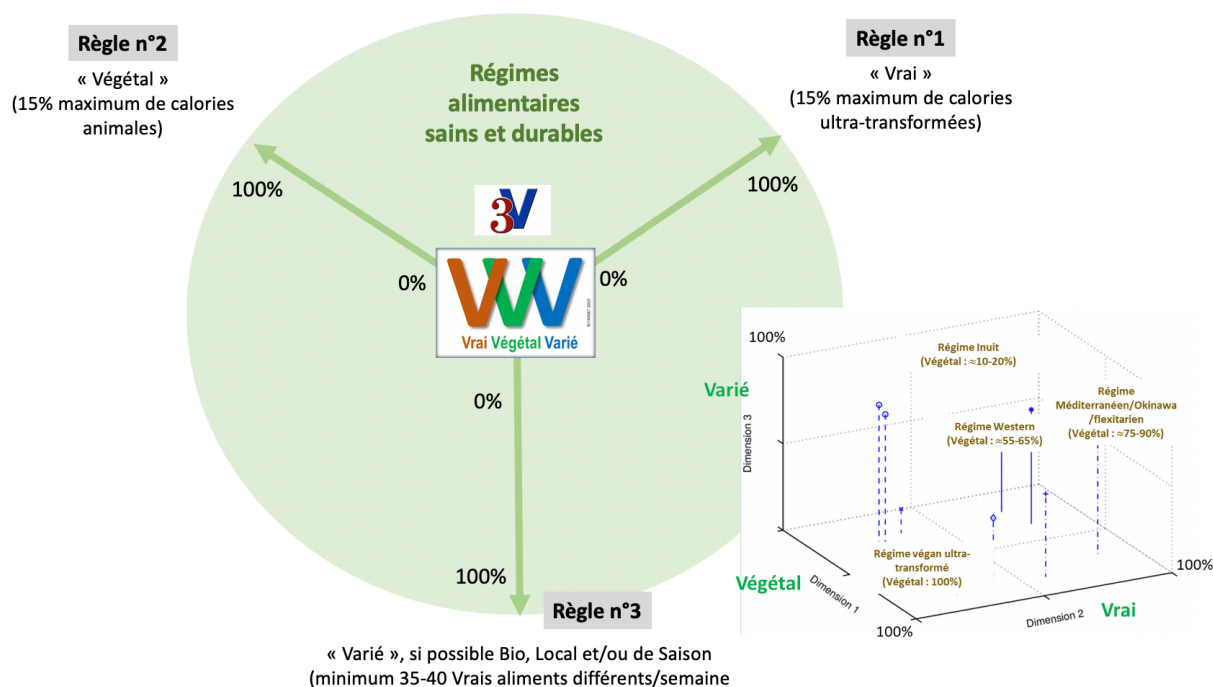 Règle n°2
« Végétal »
(15% maximum de calories
animales)
Régimes
alimentaires
sains et durables
Règle n°1
« Vrai »
(15% maximum de calories
ultra-transformées)
100%
100%
3V
0%
0%
VVV
Vrai Végétal Varié
0%
100%
Règle n°3
« Varié », si possible Bio, Local et/ou de Saison
(minimum 35-40 Vrais aliments différents/semaine
100%
Varié
Dimension 3
Régime Inuit
(Végétal : ≈10-20%)
Régime
Méditerranéen/Okinawa
/flexitarien
(Végétal : ≈75-90%)
Régime Western
(Végétal : ≈55-65%)
Régime végan ultra-
transformé
(Végétal : 100%)
Végétal
Dimension 1
100%
Dimension 2
Vrai
100%